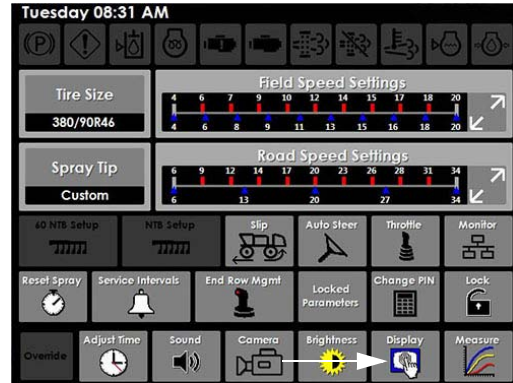 Tuesday 08:31 AM
(P)
Tire Size
380/90R46
Field Speed Settings
4 6 7 9 10 12 14 15 17 18 20
4 6 8 9 11 13 15 16 18 20
Spray Tip
Custom
Road Speed Settings
6 9 12 14 17 20 23 26 28 31 34
6 13 20 27 34
60 NTB Setup
NTB Setup
Slip
Auto Steer
Throttle
Monitor
Reset Spray
Service Intervals
End Row Mgmt
Locked
Parameters
Change PIN
Lock
Override
Adjust Time
Sound
Camera
Brightness
Display
Measure